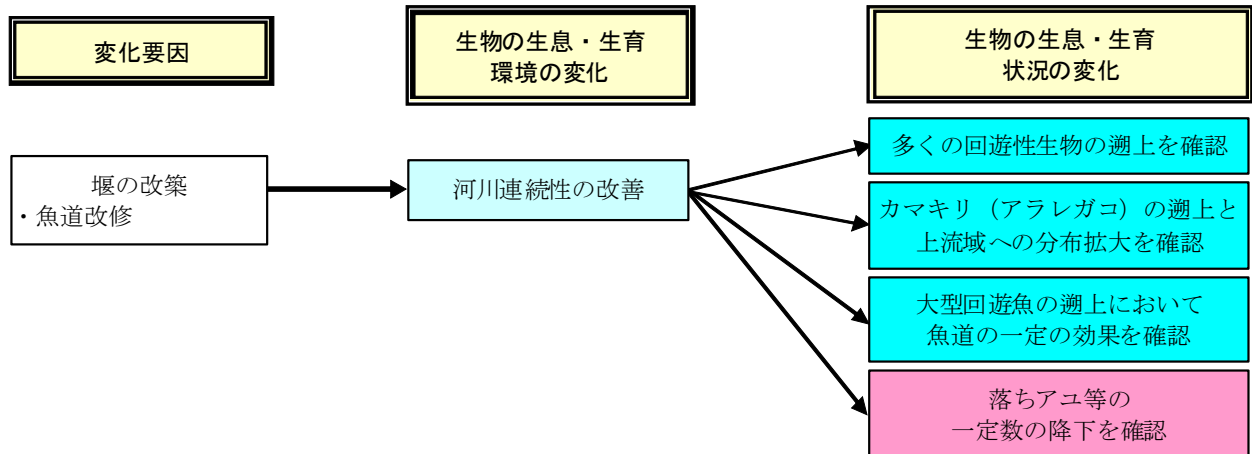 変化要因
生物の生息・生育
環境の変化
生物の生息・生育
状況の変化
堰の改築
・魚道改修
河川連続性の改善
多くの回遊性生物の遡上を確認
カマキリ（アラレガコ）の遡上と
上流域への分布拡大を確認
大型回遊魚の遡上において
魚道の一定の効果を確認
落ちアユ等の
一定数の降下を確認